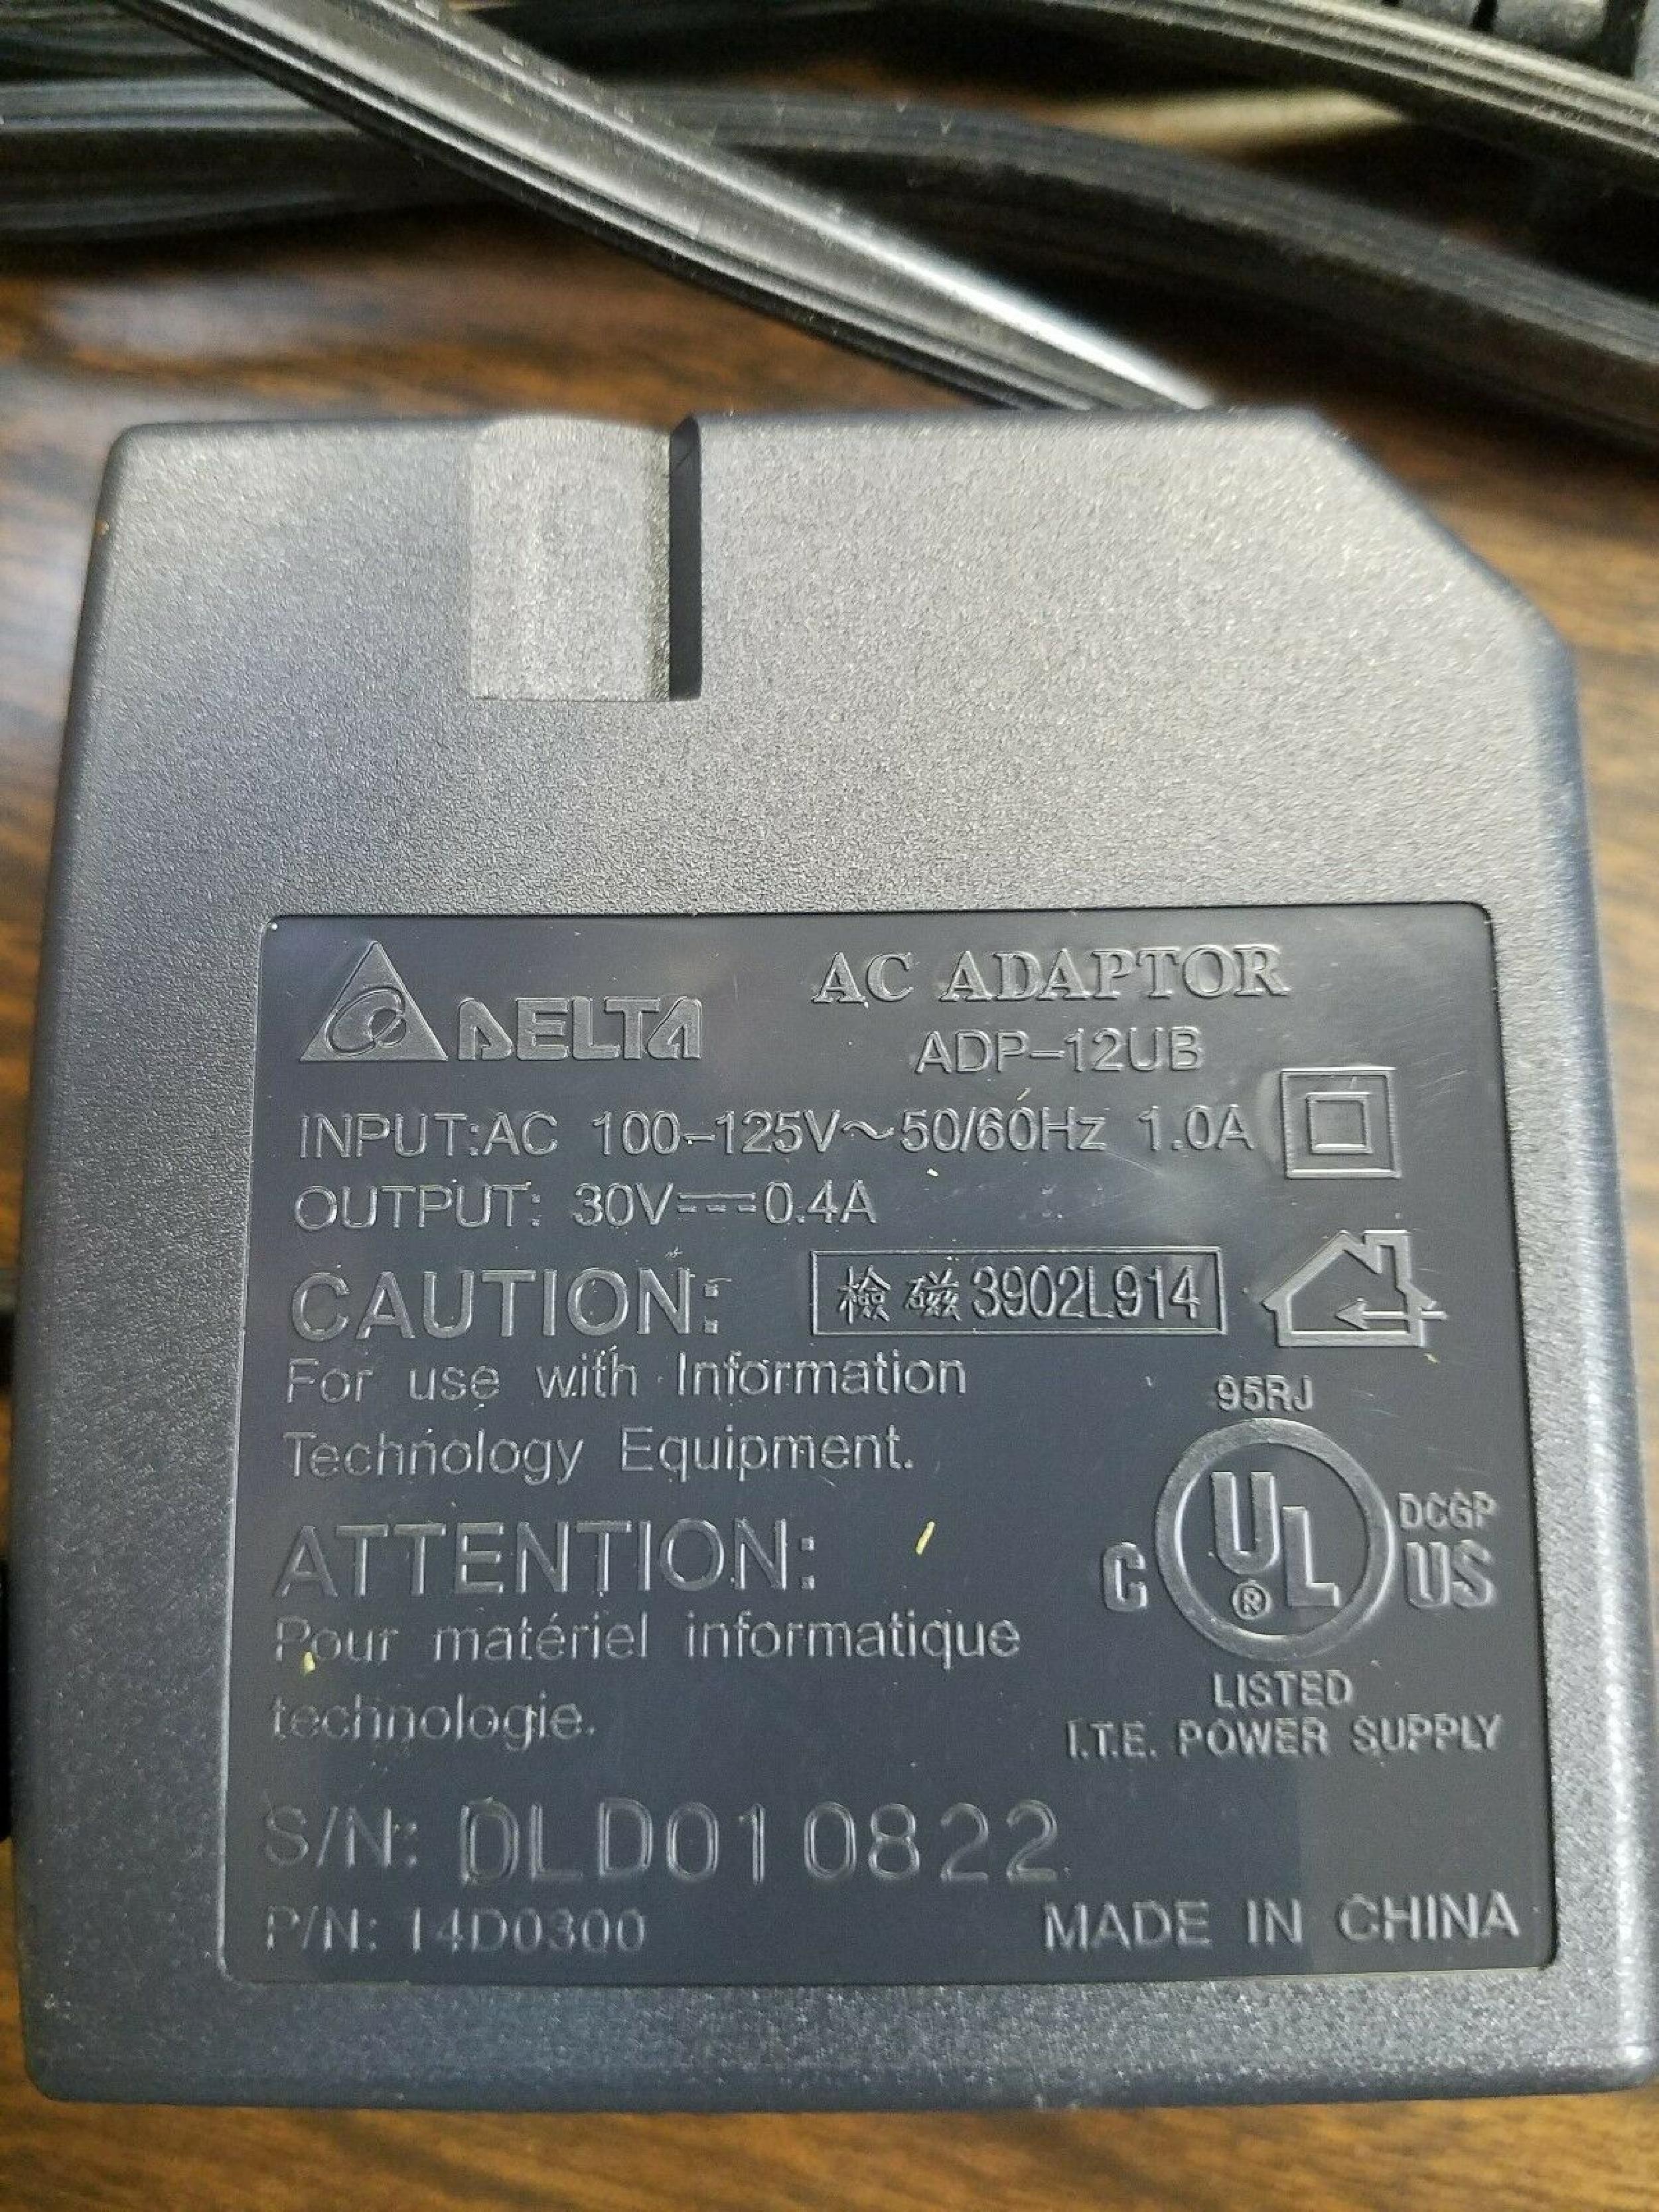 DELTA
AC ADAPTOR
ADP-12UB
INPUT:AC 100-125V~50/60Hz 1.0A
OUTPUT: 30V⎓0.4A
CAUTION:
檢磁3902L914
For use with Information
Technology Equipment.
95RJ
ATTENTION:
Pour matériel informatique
technologie.
C UL ® US
DCGP
LISTED
I.T.E. POWER SUPPLY
S/N: DLD010822
P/N: 14D0300
MADE IN CHINA